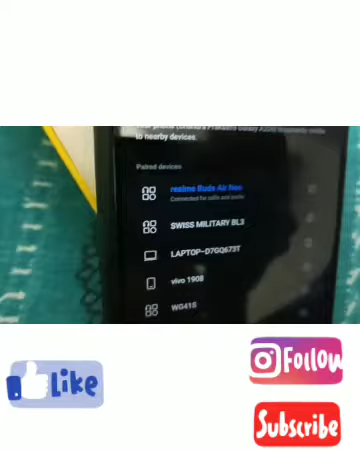 to nearby devices.
Paired devices
realme Buds Air Neo
Connected for calls and audio
SWISS MILITARY BL3
LAPTOP-D7GQ673T
vivo 1908
WG41S
Like
Follow
Subscribe